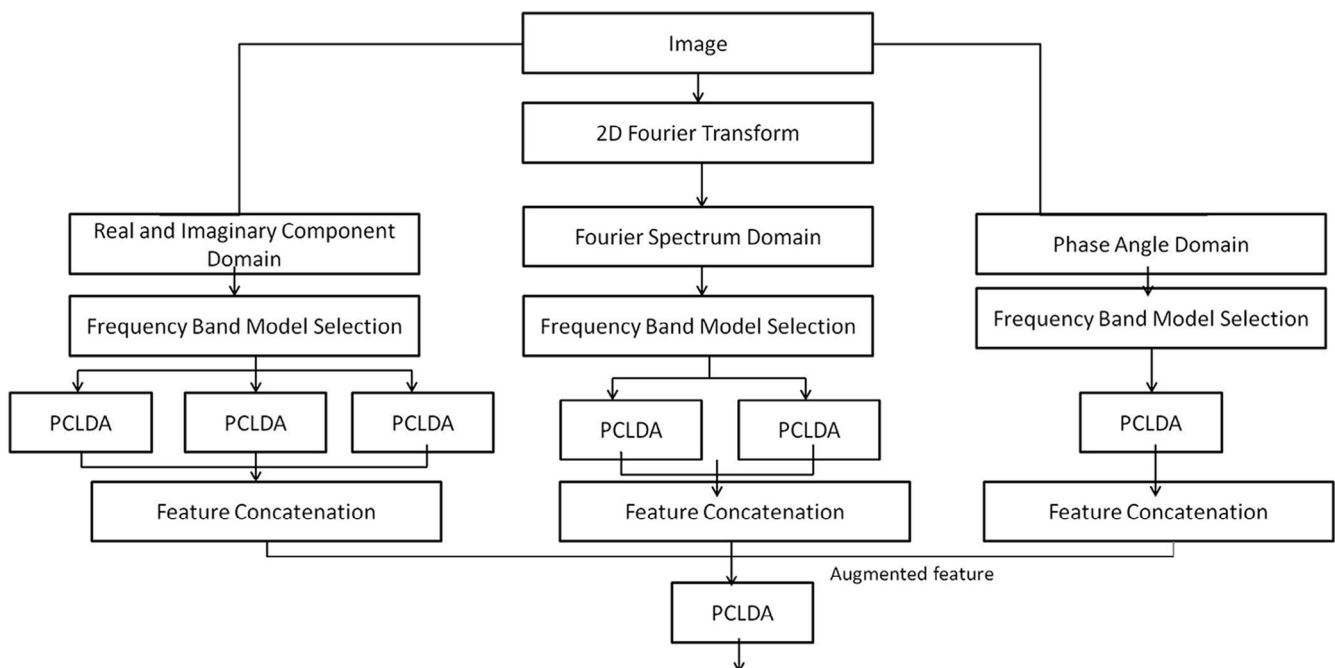 Image
2D Fourier Transform
Real and Imaginary Component
Domain
Fourier Spectrum Domain
Phase Angle Domain
Frequency Band Model Selection
Frequency Band Model Selection
Frequency Band Model Selection
PCLDA
PCLDA
PCLDA
PCLDA
PCLDA
PCLDA
Feature Concatenation
Feature Concatenation
Feature Concatenation
Augmented feature
PCLDA